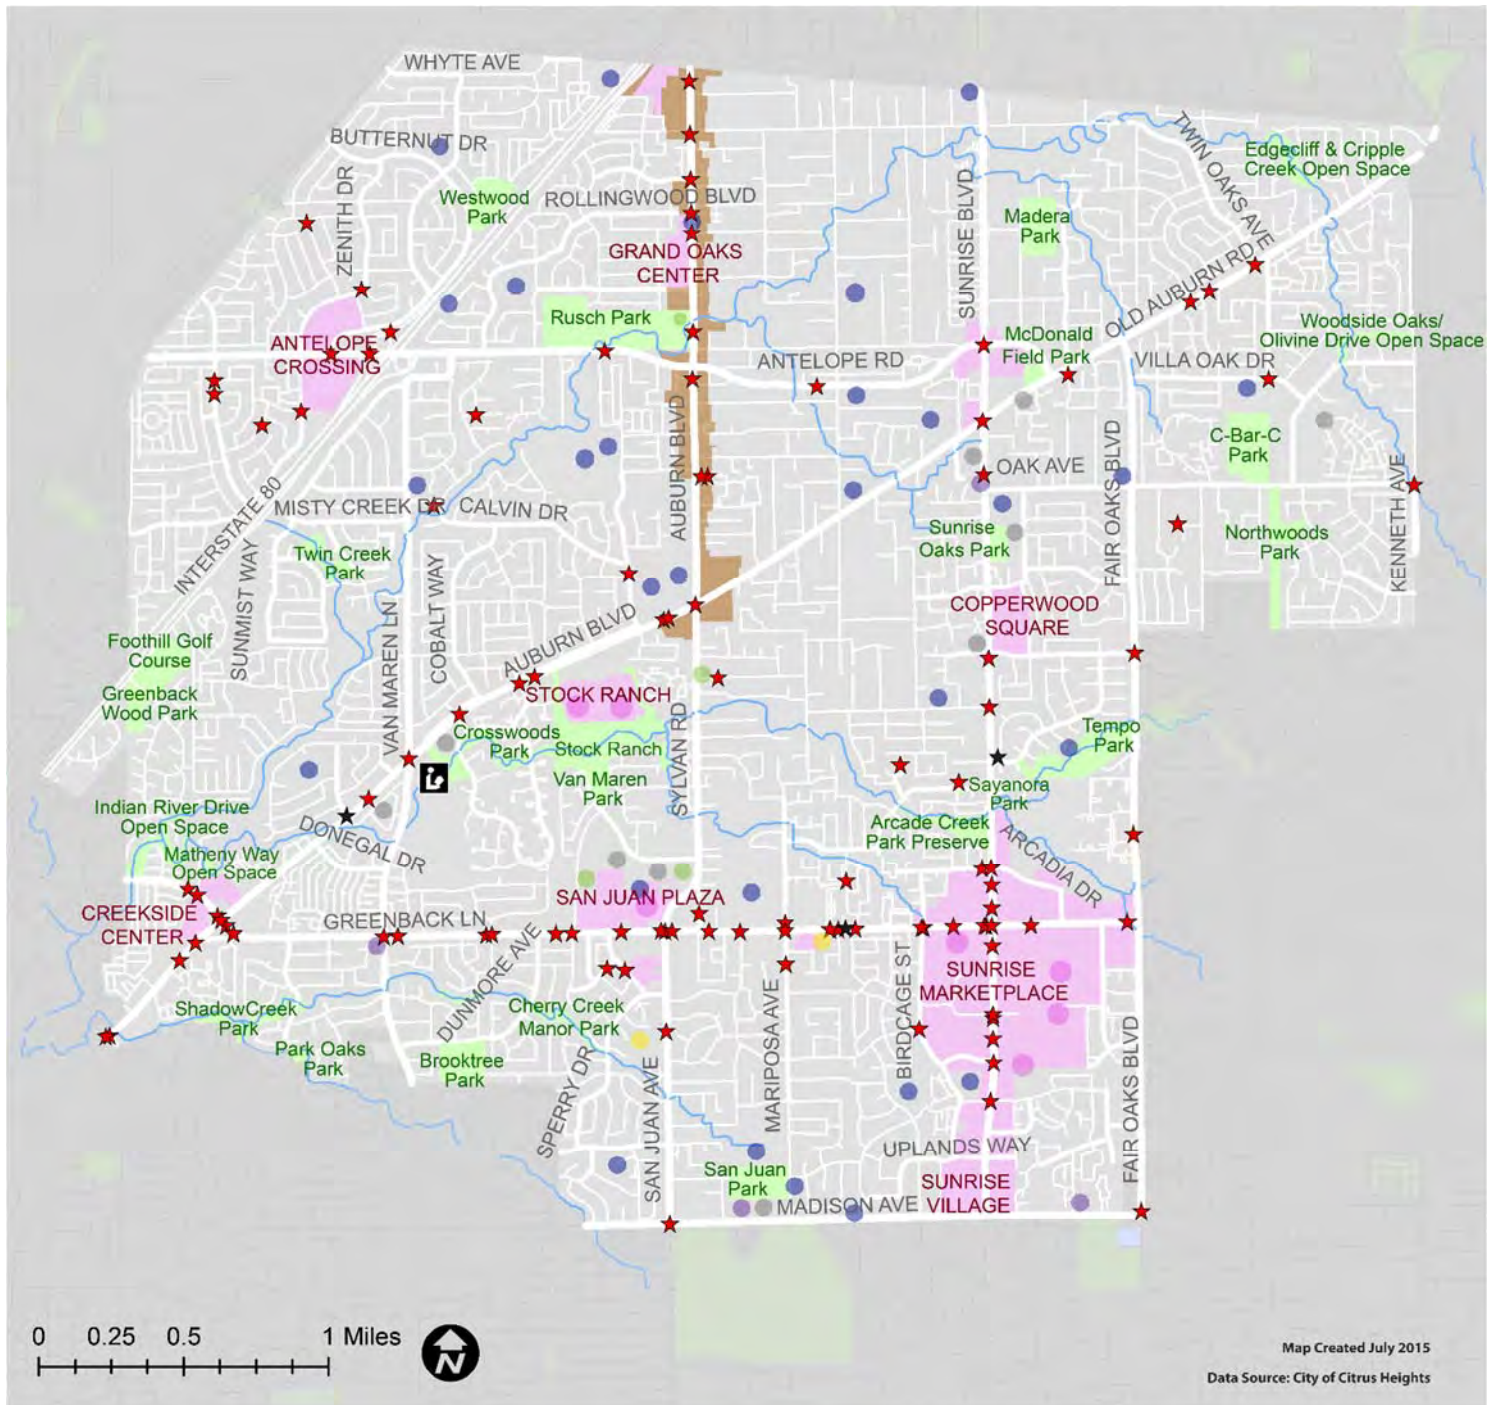 WHYTE AVE
BUTTERNUT DR
TWIN OAKS AVE
Edgecliff & Cripple
Creek Open Space
ZENITH DR
Westwood
Park
ROLLINGWOOD BLVD
SUNRISE BLVD
Madera
Park
GRAND OAKS
CENTER
OLD AUBURN RD
Rusch Park
Woodside Oaks/
Olivine Drive Open Space
ANTELOPE
CROSSING
ANTELOPE RD
McDonald
Field Park
VILLA OAK DR
AUBURN BLVD
FAIR OAKS BLVD
C-Bar-C
Park
OAK AVE
KENNETH AVE
INTERSTATE 80
MISTY CREEK DR
CALVIN DR
Sunrise
Oaks Park
Northwoods
Park
Twin Creek
Park
SUNMIST WAY
COBALT WAY
VAN MAREN LN
COPPERWOOD
SQUARE
AUBURN BLVD
Foothill Golf
Course
Greenback
Wood Park
STOCK RANCH
SYLVAN RD
Crosswoods
Park
Stock Ranch
Tempo
Park
Van Maren
Park
Sayanora
Park
Indian River Drive
Open Space
DONEGAL DR
Arcade Creek
Park Preserve
ARCADIA DR
Matheny Way
Open Space
SAN JUAN PLAZA
CREEKSIDE
CENTER
GREENBACK LN
DUNMORE AVE
BIRDCAGE ST
SUNRISE
MARKETPLACE
ShadowCreek
Park
Cherry Creek
Manor Park
MARIPOSA AVE
Park Oaks
Park
Brooktree
Park
SPERRY DR
SAN JUAN AVE
FAIR OAKS BLVD
UPLANDS WAY
San Juan
Park
SUNRISE
VILLAGE
MADISON AVE
0 0.25 0.5 1 Miles
N
Map Created July 2015
Data Source: City of Citrus Heights